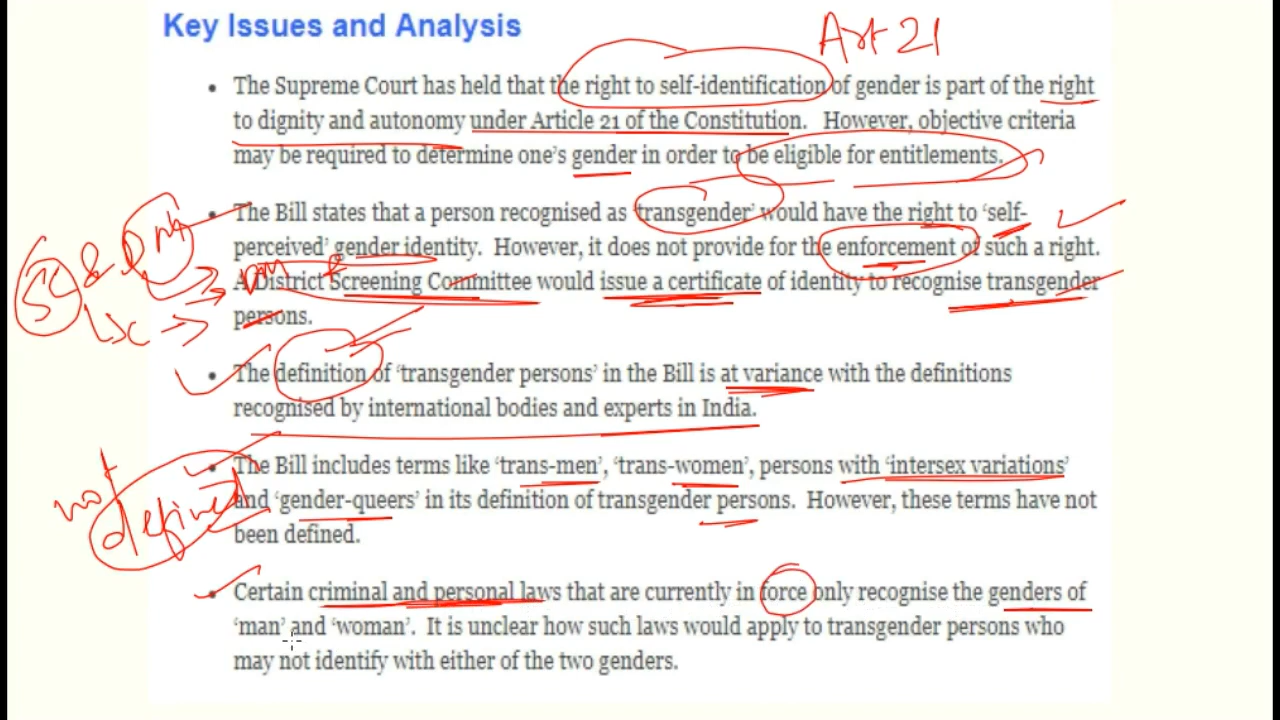 Key Issues and Analysis
Art 21
The Supreme Court has held that the right to self-identification of gender is part of the right
to dignity and autonomy under Article 21 of the Constitution. However, objective criteria
may be required to determine one's gender in order to be eligible for entitlements.
The Bill states that a person recognised as 'transgender' would have the right to 'self-
perceived' gender identity. However, it does not provide for the enforcement of such a right.
A District Screening Committee would issue a certificate of identity to recognise transgender
persons.
The definition of 'transgender persons' in the Bill is at variance with the definitions
recognised by international bodies and experts in India.
The Bill includes terms like 'trans-men', 'trans-women', persons with 'intersex variations'
and 'gender-queers' in its definition of transgender persons. However, these terms have not
been defined.
not
defined
Certain criminal and personal laws that are currently in force only recognise the genders of
'man' and 'woman'. It is unclear how such laws would apply to transgender persons who
may not identify with either of the two genders.